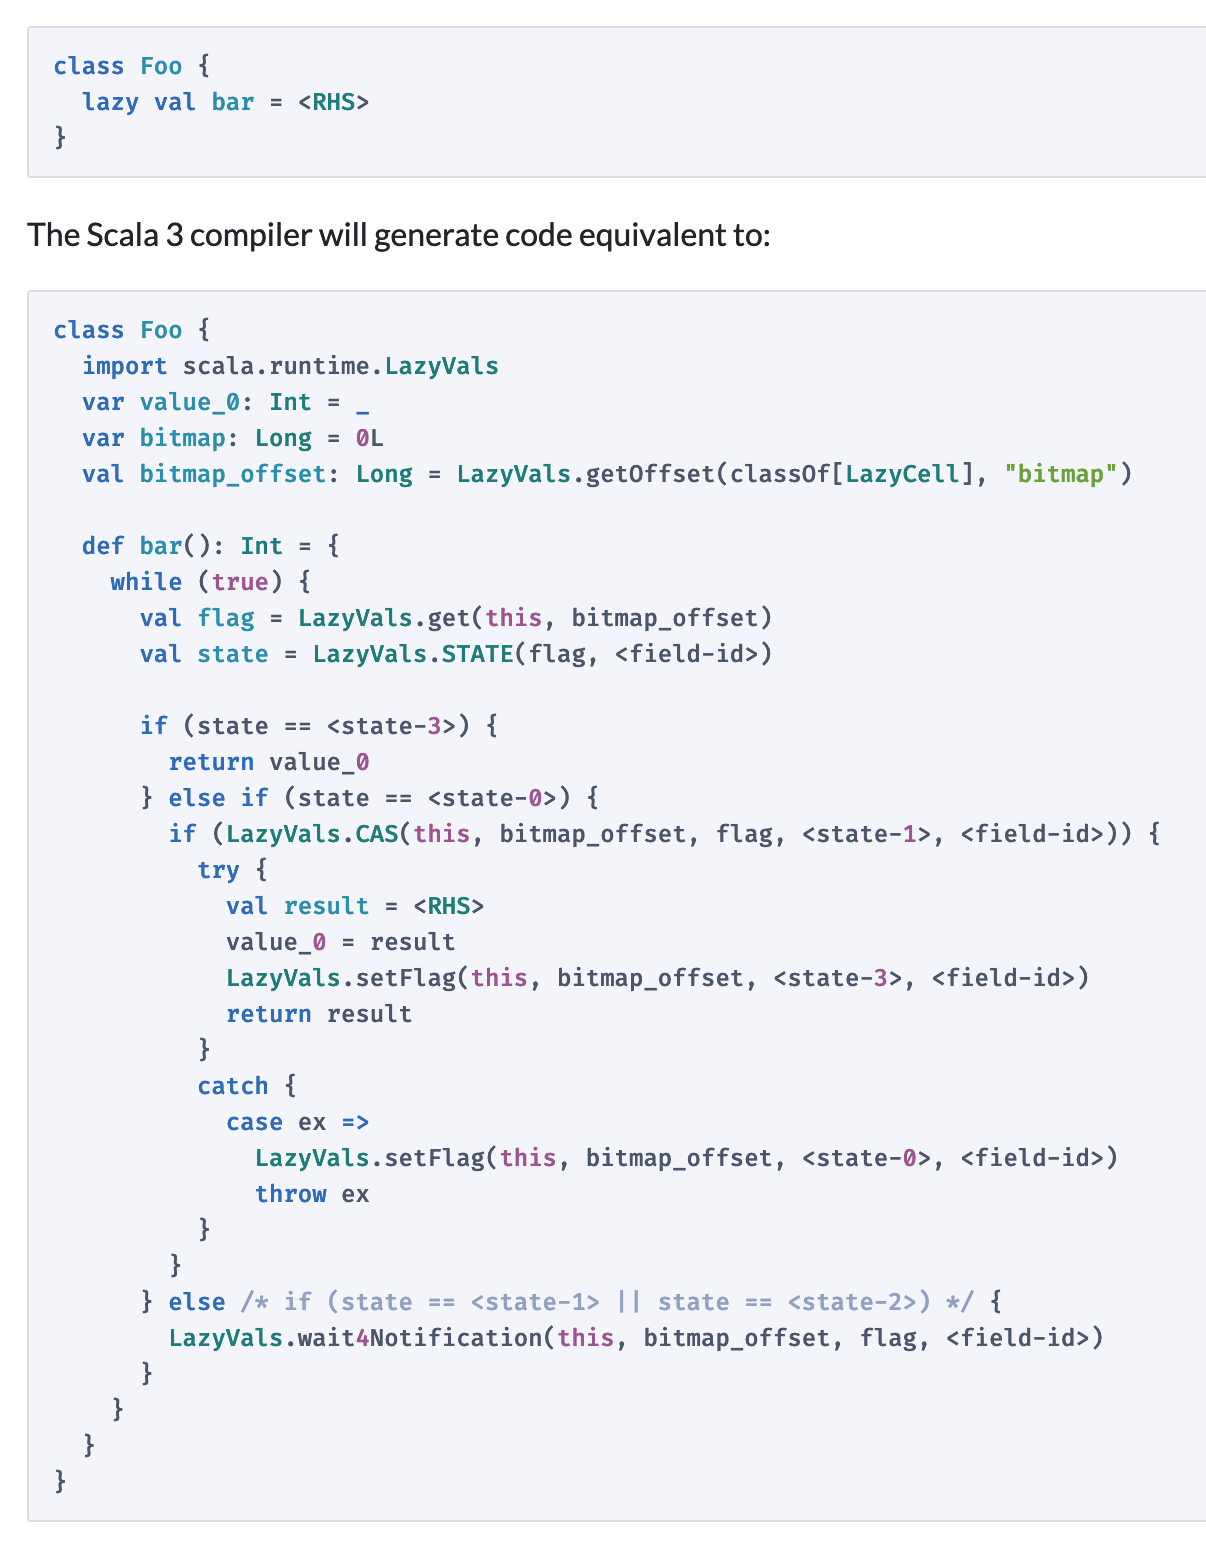 class Foo {
  lazy val bar = <RHS>
}
The Scala 3 compiler will generate code equivalent to:
class Foo {
  import scala.runtime.LazyVals
  var value_0: Int = _
  var bitmap: Long = 0L
  val bitmap_offset: Long = LazyVals.getOffset(classOf[LazyCell], "bitmap")

  def bar(): Int = {
    while (true) {
      val flag = LazyVals.get(this, bitmap_offset)
      val state = LazyVals.STATE(flag, <field-id>)

      if (state == <state-3>) {
        return value_0
      } else if (state == <state-0>) {
        if (LazyVals.CAS(this, bitmap_offset, flag, <state-1>, <field-id>)) {
          try {
            val result = <RHS>
            value_0 = result
            LazyVals.setFlag(this, bitmap_offset, <state-3>, <field-id>)
            return result
          }
          catch {
            case ex =>
              LazyVals.setFlag(this, bitmap_offset, <state-0>, <field-id>)
              throw ex
          }
        }
      } else /* if (state == <state-1> || state == <state-2>) */ {
        LazyVals.wait4Notification(this, bitmap_offset, flag, <field-id>)
      }
    }
  }
}